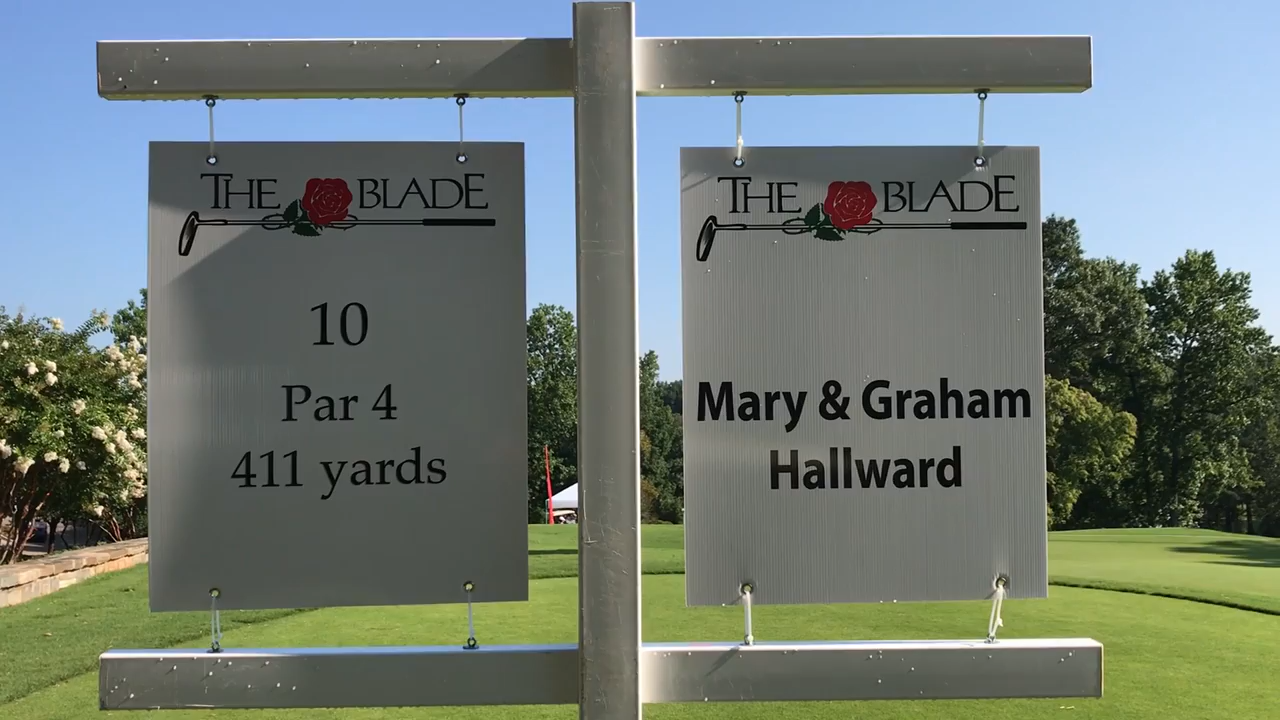 THE BLADE
10
Par 4
411 yards
THE BLADE
Mary & Graham
Hallward